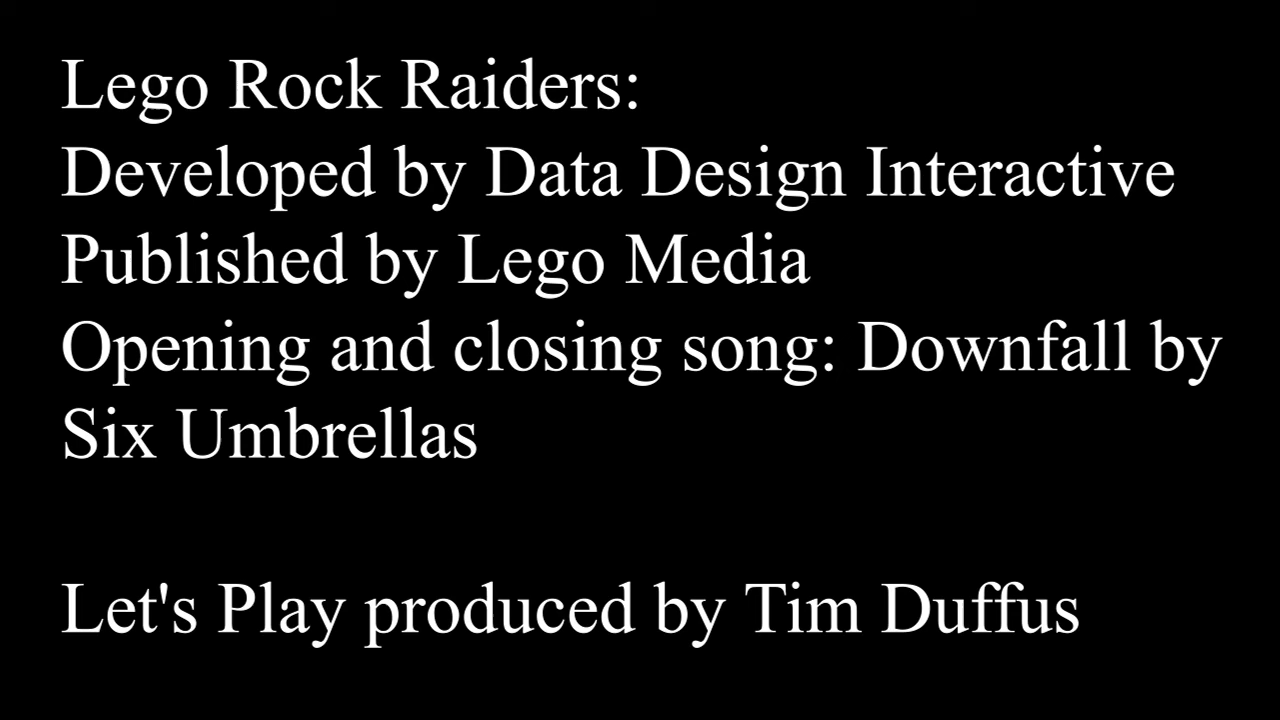 Lego Rock Raiders:
Developed by Data Design Interactive
Published by Lego Media
Opening and closing song: Downfall by
Six Umbrellas
Let's Play produced by Tim Duffus